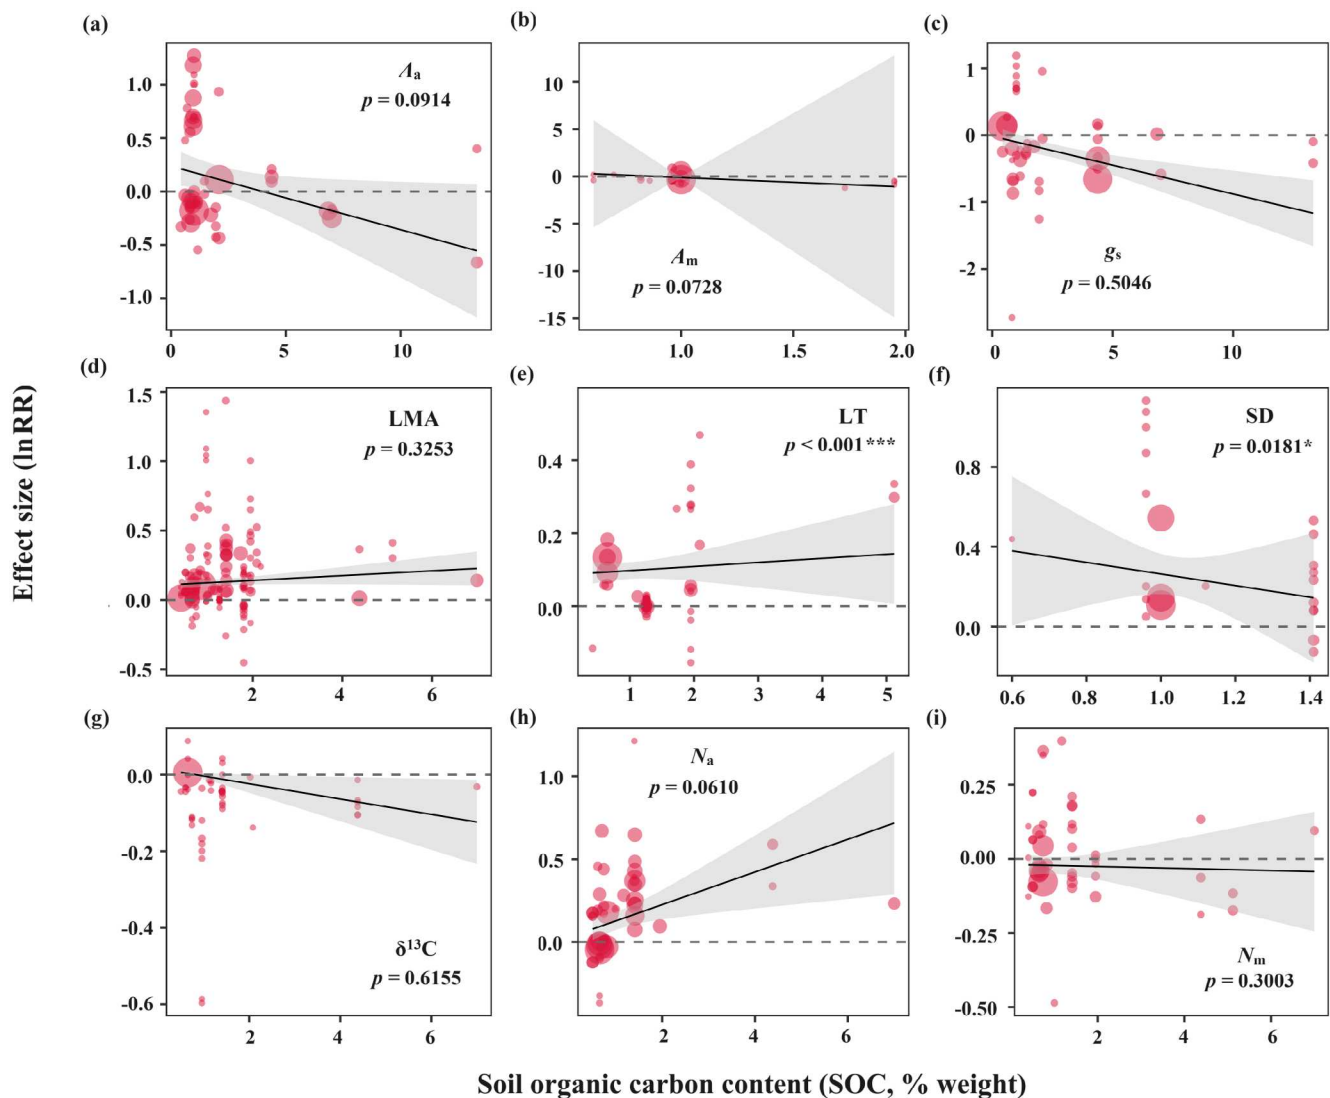 (a)
Aa
p = 0.0914
1.0
0.5
0.0
-0.5
-1.0
0
5
10
(b)
10
5
0
-5
-10
-15
Am
p = 0.0728
1.0
1.5
2.0
(c)
1
0
-1
-2
gs
p = 0.5046
0
5
10
Effect size (lnRR)
(d)
1.5
1.0
0.5
0.0
-0.5
LMA
p = 0.3253
2
4
6
(e)
0.4
0.2
0.0
LT
p < 0.001***
1
2
3
4
5
(f)
0.8
0.4
0.0
SD
p = 0.0181*
0.6
1.0
1.2
1.4
(g)
0.0
-0.2
-0.4
-0.6
δ¹³C
p = 0.6155
2
4
6
(h)
1.0
0.5
0.0
Na
p = 0.0610
2
4
6
(i)
0.25
0.00
-0.25
-0.50
Nm
p = 0.3003
0
2
4
6
Soil organic carbon content (SOC, % weight)